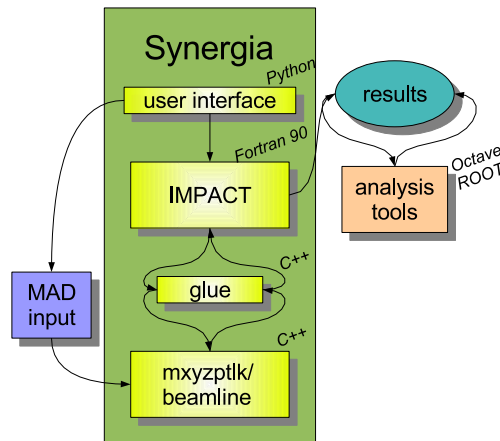 Synergia
Python
user interface
Fortran 90
IMPACT
C++
glue
C++
mxyzptlk/
beamline
MAD
input
results
Octave
ROOT
analysis
tools